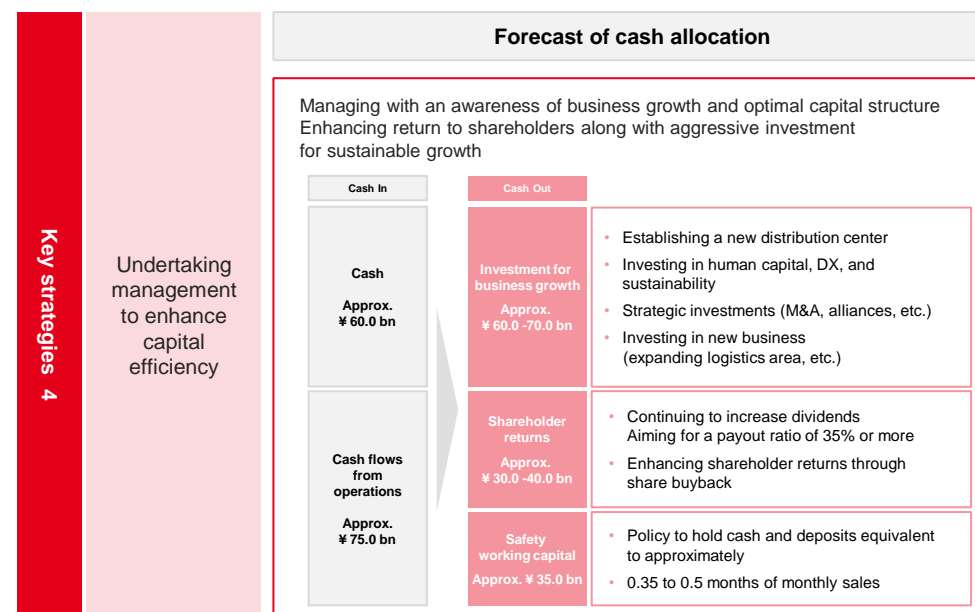 Key strategies 4
Undertaking
management
to enhance
capital
efficiency
Forecast of cash allocation
Managing with an awareness of business growth and optimal capital structure
Enhancing return to shareholders along with aggressive investment
for sustainable growth
Cash In
Cash
Approx.
¥ 60.0 bn
Cash flows
from
operations
Approx.
¥ 75.0 bn
Cash Out
Investment for
business growth
Approx.
¥ 60.0 -70.0 bn
• Establishing a new distribution center
• Investing in human capital, DX, and
sustainability
• Strategic investments (M&A, alliances, etc.)
• Investing in new business
(expanding logistics area, etc.)
Shareholder
returns
Approx.
¥ 30.0 -40.0 bn
• Continuing to increase dividends
Aiming for a payout ratio of 35% or more
• Enhancing shareholder returns through
share buyback
Safety
working capital
Approx. ¥ 35.0 bn
• Policy to hold cash and deposits equivalent
to approximately
• 0.35 to 0.5 months of monthly sales